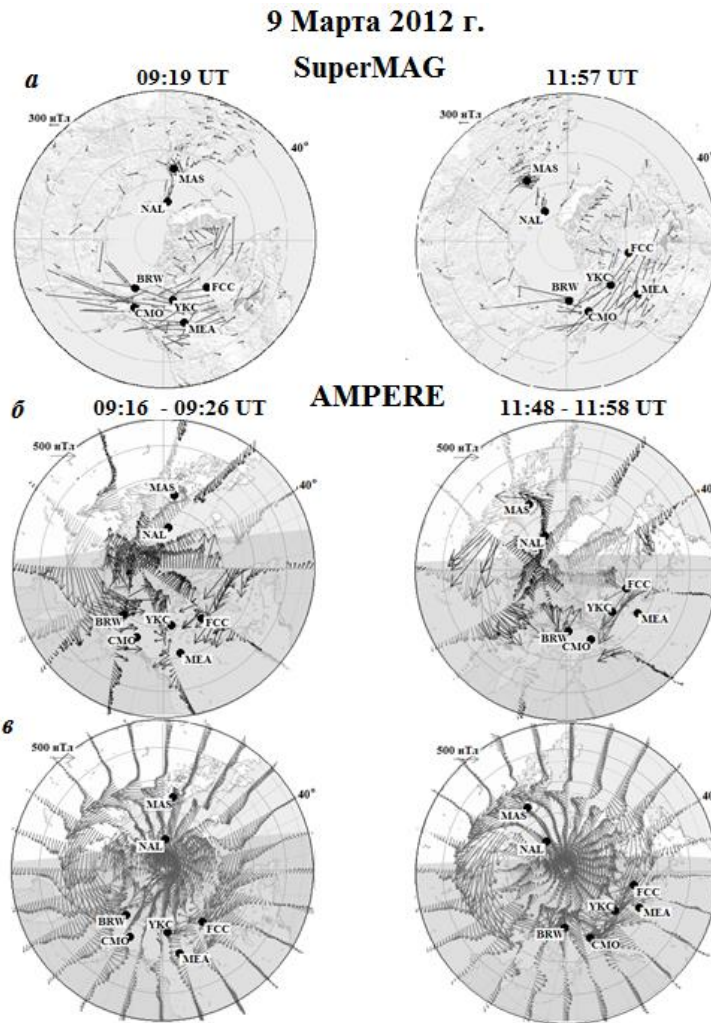 9 Марта 2012 г.
SuperMAG
а 09:19 UT 11:57 UT
300 нТл 40°
MAS
NAL
BRW
FCC
YKC
CMO
MEA
300 нТл 40°
MAS
NAL
FCC
YKC
BRW
MEA
CMO
AMPERE
б 09:16 - 09:26 UT 11:48 - 11:58 UT
500 нТл 40°
MAS
NAL
BRW
YKC
FCC
CMO
MEA
500 нТл 40°
MAS
NAL
FCC
YKC
MEA
BRW
CMO
в
500 нТл 40°
MAS
NAL
BRW
YKC
FCC
CMO
MEA
500 нТл 40°
MAS
NAL
FCC
MEA
YKC
BRW
CMO